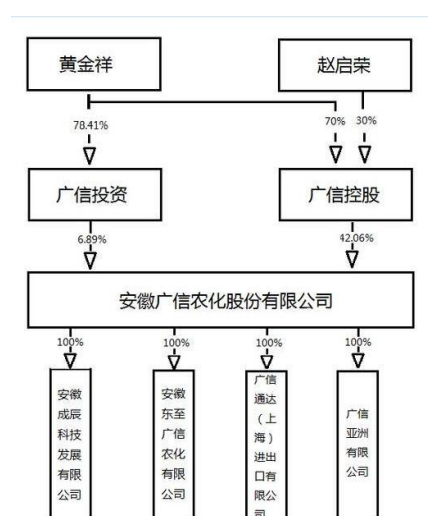 黄金祥
赵启荣
78.41%
70%
30%
广信投资
广信控股
6.89%
42.06%
安徽广信农化股份有限公司
100%
100%
100%
100%
安徽
成辰
科技
发展
有限
公司
安徽
东至
广信
农化
有限
公司
广信
通达
（上
海）
进出
口有
限公
司
广信
亚洲
有限
公司